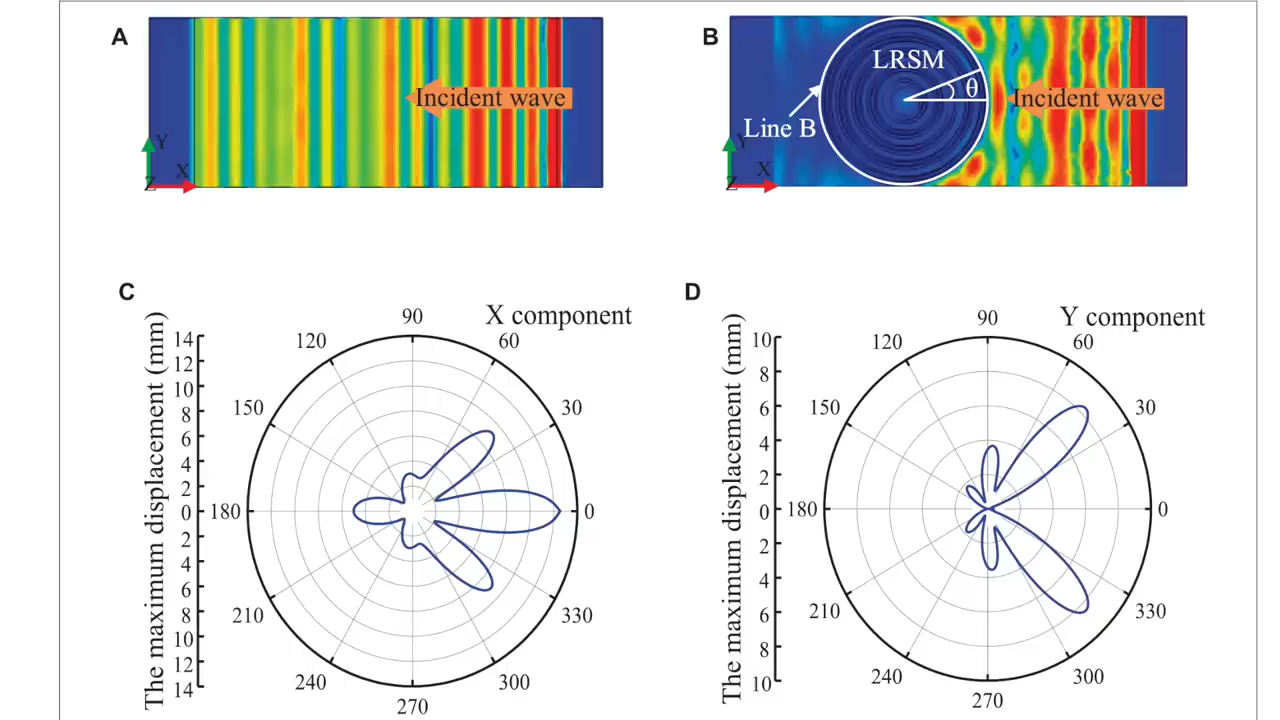 A
Incident wave
Y
X
Z
B
LRSM
θ
Incident wave
Line B
Y
X
Z
C
The maximum displacement (mm)
X component
14
12
10
8
6
4
2
0
2
4
6
8
10
12
14
90
120
60
150
30
180
0
210
330
240
300
270
D
The maximum displacement (mm)
Y component
10
8
6
4
2
0
2
4
6
8
10
90
120
60
150
30
180
0
210
330
240
300
270